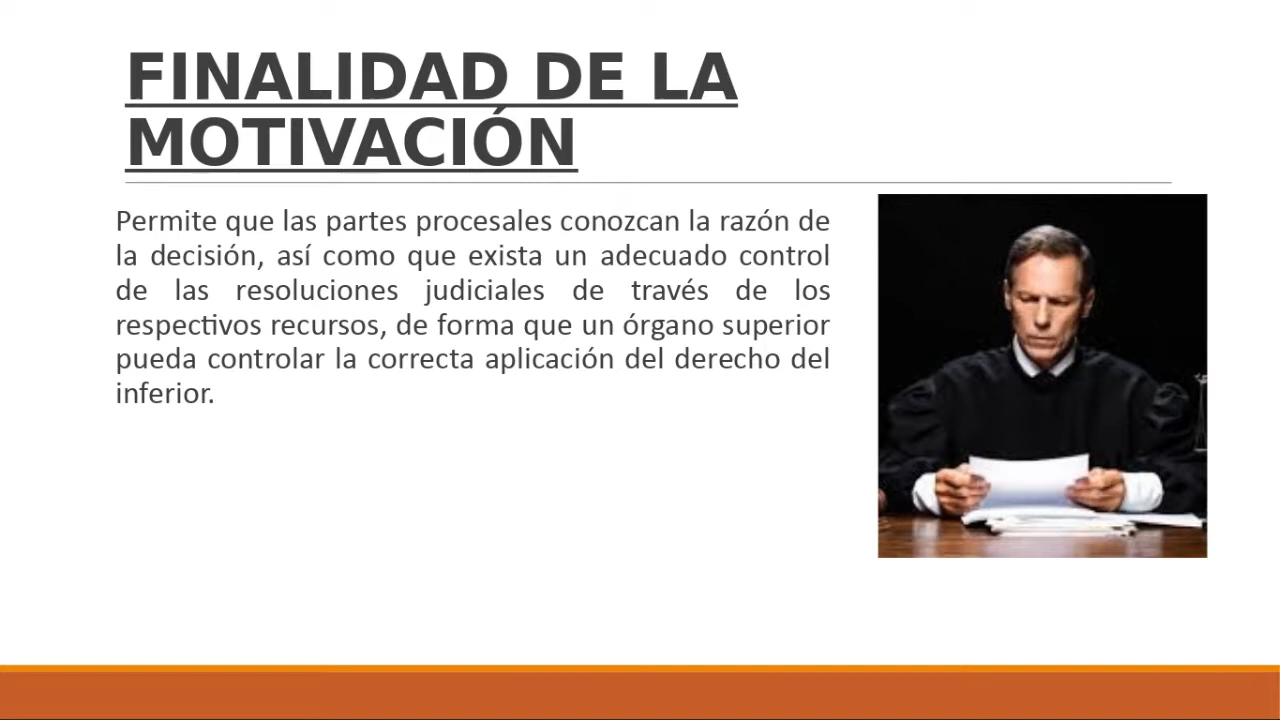 FINALIDAD DE LA
MOTIVACIÓN
Permite que las partes procesales conozcan la razón de
la decisión, así como que exista un adecuado control
de las resoluciones judiciales de través de los
respectivos recursos, de forma que un órgano superior
pueda controlar la correcta aplicación del derecho del
inferior.